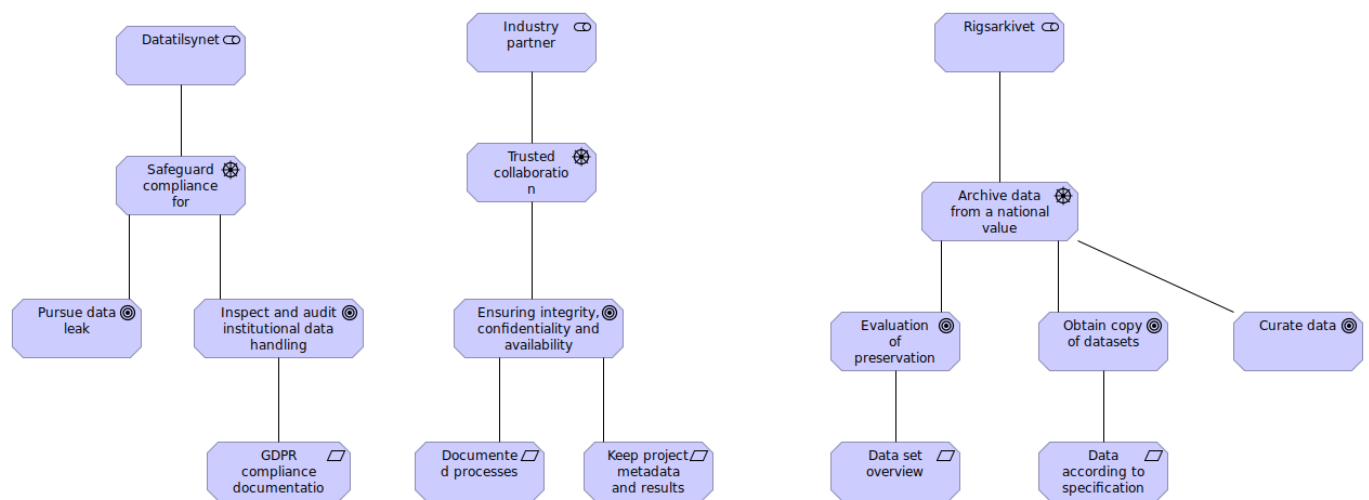 Datatilsynet
Industry
partner
Rigsarkivet
Safeguard
compliance
for
Trusted
collaboratio
n
Archive data
from a national
value
Pursue data
leak
Inspect and audit
institutional data
handling
Ensuring integrity,
confidentiality and
availability
Evaluation
of
preservation
Obtain copy
of datasets
Curate data
GDPR
compliance
documentatio
Documente
d processes
Keep project
metadata
and results
Data set
overview
Data
according to
specification